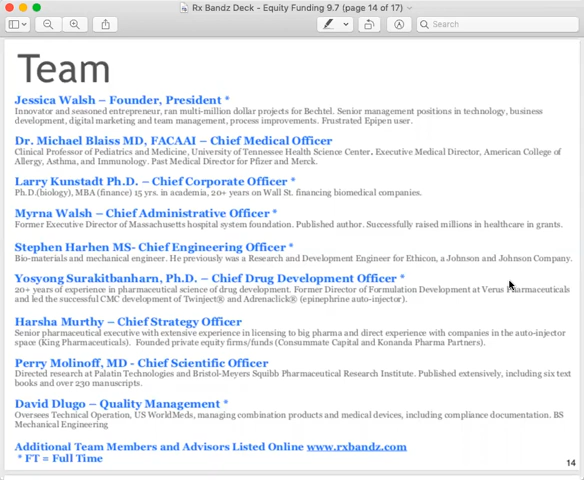 Rx Bandz Deck - Equity Funding 9.7 (page 14 of 17)
Search
Team
Jessica Walsh – Founder, President *
Innovator and seasoned entrepreneur, ran multi-million dollar projects for Bechtel. Senior management positions in technology, business
development, digital marketing and team management, process improvements. Frustrated Epipen user.
Dr. Michael Blaiss MD, FACAAI – Chief Medical Officer
Clinical Professor of Pediatrics and Medicine, University of Tennessee Health Science Center. Executive Medical Director, American College of
Allergy, Asthma, and Immunology. Past Medical Director for Pfizer and Merck.
Larry Kunstadt Ph.D. – Chief Corporate Officer *
Ph.D.(biology), MBA (finance) 15 yrs. in academia, 20+ years on Wall St. financing biomedical companies.
Myrna Walsh – Chief Administrative Officer *
Former Executive Director of Massachusetts hospital system foundation. Published author. Successfully raised millions in healthcare in grants.
Stephen Harhen MS- Chief Engineering Officer *
Bio-materials and mechanical engineer. He previously was a Research and Development Engineer for Ethicon, a Johnson and Johnson Company.
Yosyong Surakitbanharn, Ph.D. – Chief Drug Development Officer *
20+ years of experience in pharmaceutical science of drug development. Former Director of Formulation Development at Verus Pharmaceuticals
and led the successful CMC development of Twinject® and Adrenaclick® (epinephrine auto-injector).
Harsha Murthy – Chief Strategy Officer
Senior pharmaceutical executive with extensive experience in licensing to big pharma and direct experience with companies in the auto-injector
space (King Pharmaceuticals). Founded private equity firms/funds (Consummate Capital and Konanda Pharma Partners).
Perry Molinoff, MD - Chief Scientific Officer
Directed research at Palatin Technologies and Bristol-Meyers Squibb Pharmaceutical Research Institute. Published extensively, including six text
books and over 230 manuscripts.
David Dlugo – Quality Management *
Oversees Technical Operation, US WorldMeds, managing combination products and medical devices, including compliance documentation. BS
Mechanical Engineering
Additional Team Members and Advisors Listed Online www.rxbandz.com
* FT = Full Time
14